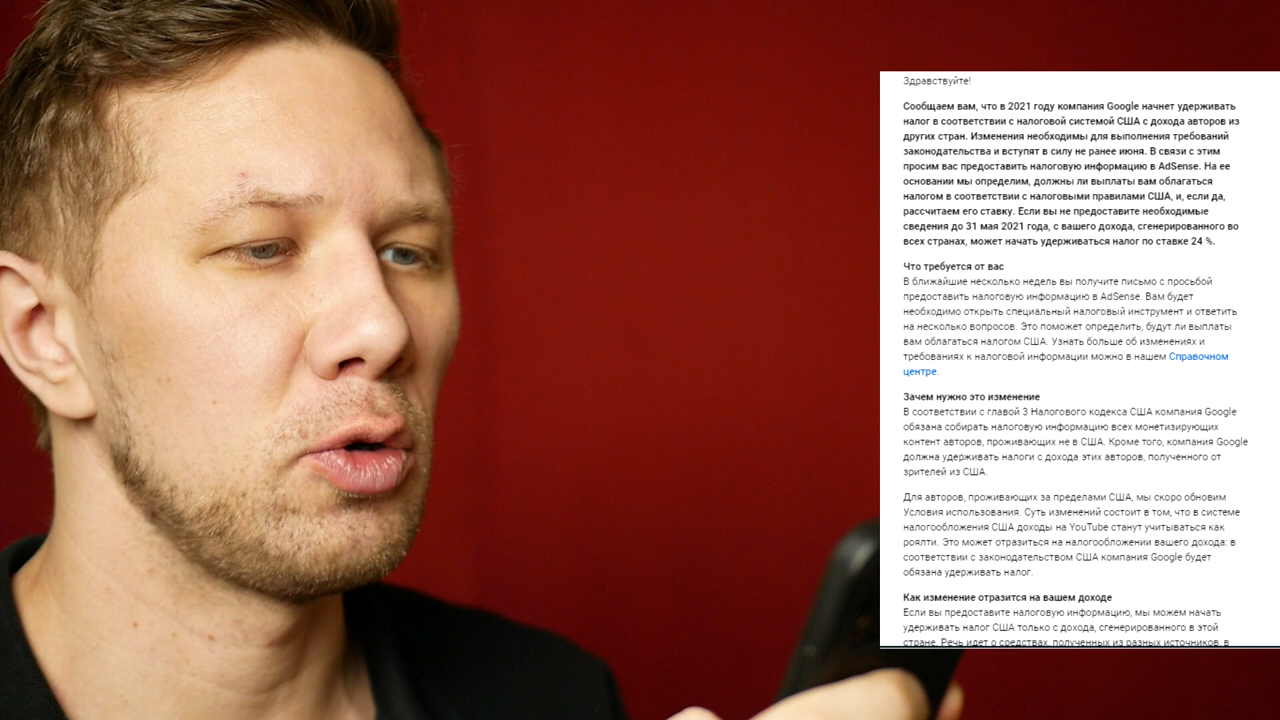 Здравствуйте!
Сообщаем вам, что в 2021 году компания Google начнет удерживать
налог в соответствии с налоговой системой США с дохода авторов из
других стран. Изменения необходимы для выполнения требований
законодательства и вступят в силу не ранее июня. В связи с этим
просим вас предоставить налоговую информацию в AdSense. На ее
основании мы определим, должны ли выплаты вам облагаться
налогом в соответствии с налоговыми правилами США, и, если да,
рассчитаем его ставку. Если вы не предоставите необходимые
сведения до 31 мая 2021 года, с вашего дохода, сгенерированного во
всех странах, может начать удерживаться налог по ставке 24 %.
Что требуется от вас
В ближайшие несколько недель вы получите письмо с просьбой
предоставить налоговую информацию в AdSense. Вам будет
необходимо открыть специальный налоговый инструмент и ответить
на несколько вопросов. Это поможет определить, будут ли выплаты
вам облагаться налогом США. Узнать больше об изменениях и
требованиях к налоговой информации можно в нашем Справочном
центре.
Зачем нужно это изменение
В соответствии с главой 3 Налогового кодекса США компания Google
обязана собирать налоговую информацию всех монетизирующих
контент авторов, проживающих не в США. Кроме того, компания Google
должна удерживать налоги с дохода этих авторов, полученного от
зрителей из США.
Для авторов, проживающих за пределами США, мы скоро обновим
Условия использования. Суть изменений состоит в том, что в системе
налогообложения США доходы на YouTube станут учитываться как
роялти. Это может отразиться на налогообложении вашего дохода: в
соответствии с законодательством США компания Google будет
обязана удерживать налог.
Как изменение отразится на вашем доходе
Если вы предоставите налоговую информацию, мы можем начать
удерживать налог США только с дохода, сгенерированного в этой
стране. Речь идет о средствах, полученных из разных источников, в